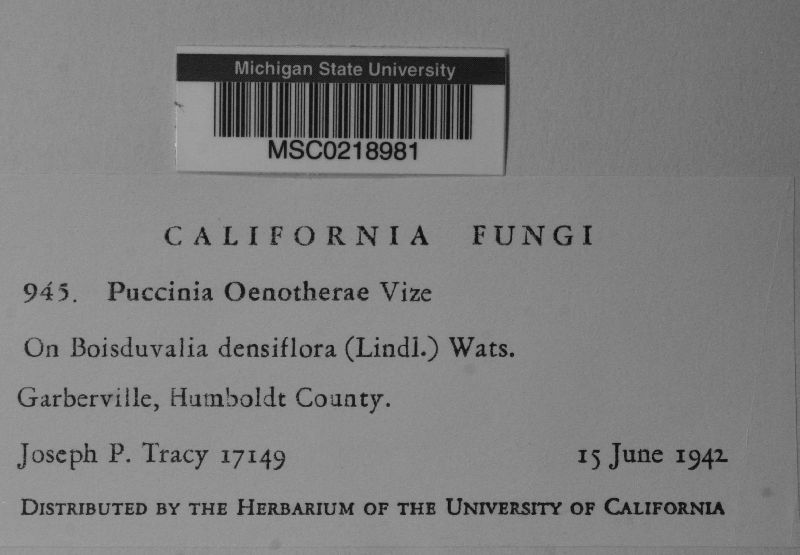 Michigan State University
MSC0218981
CALIFORNIA FUNGI
945. Puccinia Oenotherae Vize
On Boisduvalia densiflora (Lindl.) Wats.
Garberville, Humboldt County.
Joseph P. Tracy 17149 15 June 1942
DISTRIBUTED BY THE HERBARIUM OF THE UNIVERSITY OF CALIFORNIA